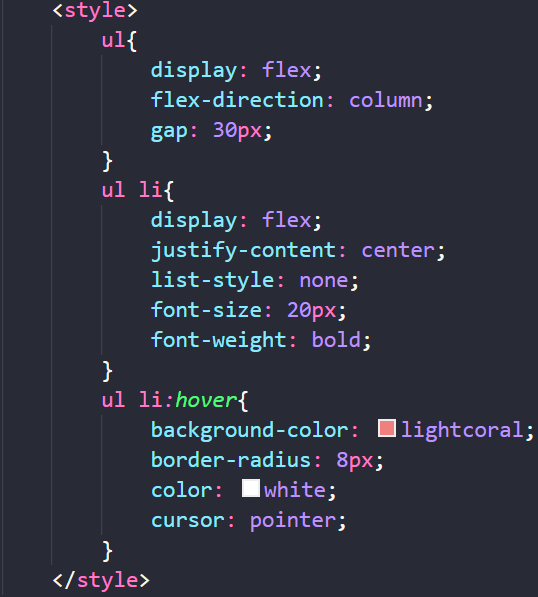 <style>
    ul{
        display: flex;
        flex-direction: column;
        gap: 30px;
    }
    ul li{
        display: flex;
        justify-content: center;
        list-style: none;
        font-size: 20px;
        font-weight: bold;
    }
    ul li:hover{
        background-color: lightcoral;
        border-radius: 8px;
        color: white;
        cursor: pointer;
    }
</style>